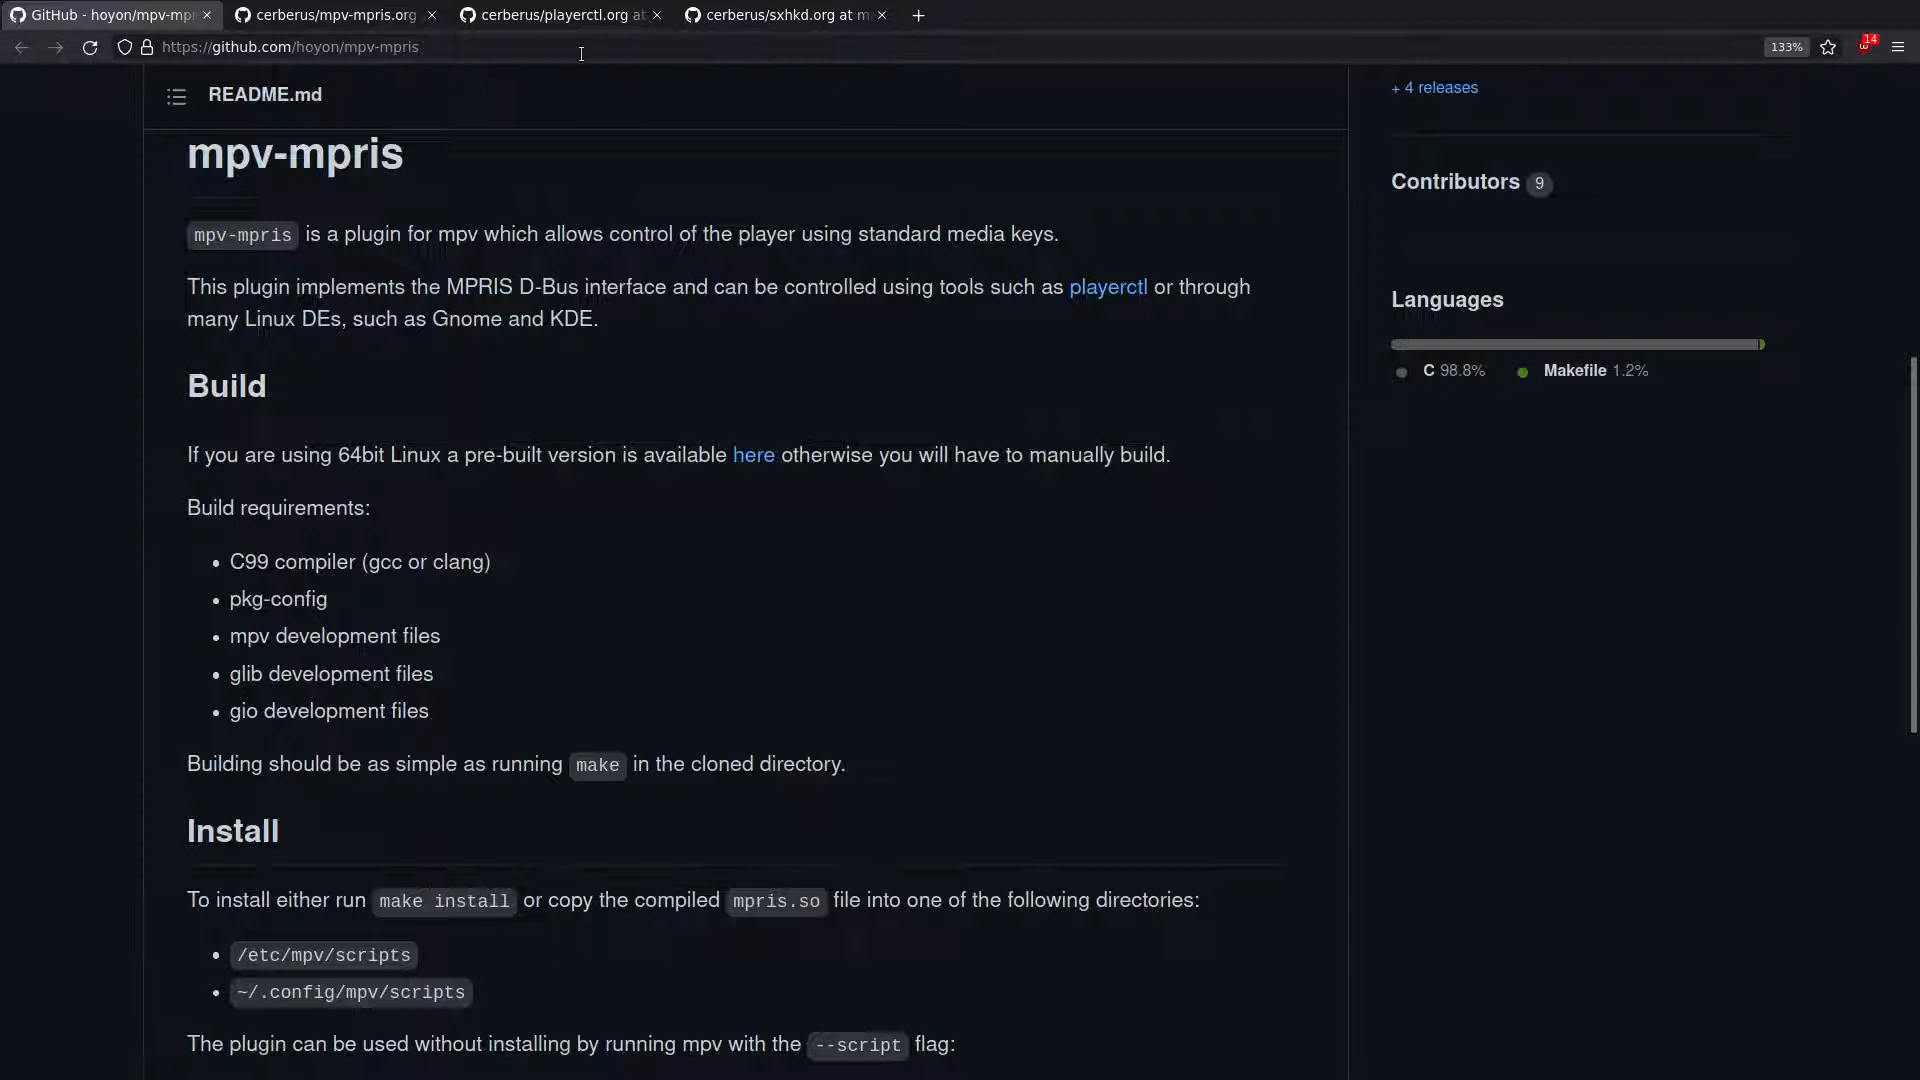 GitHub - hoyon/mpv-mpr
cerberus/mpv-mpris.org
cerberus/playerctl.org at
cerberus/sxhkd.org at m
https://github.com/hoyon/mpv-mpris
133%
14
README.md
mpv-mpris
mpv-mpris is a plugin for mpv which allows control of the player using standard media keys.
This plugin implements the MPRIS D-Bus interface and can be controlled using tools such as playerctl or through
many Linux DEs, such as Gnome and KDE.
Build
If you are using 64bit Linux a pre-built version is available here otherwise you will have to manually build.
Build requirements:
• C99 compiler (gcc or clang)
• pkg-config
• mpv development files
• glib development files
• gio development files
Building should be as simple as running make in the cloned directory.
Install
To install either run make install or copy the compiled mpris.so file into one of the following directories:
• /etc/mpv/scripts
• ~/.config/mpv/scripts
The plugin can be used without installing by running mpv with the --script flag:
+ 4 releases
Contributors 9
Languages
C 98.8% Makefile 1.2%